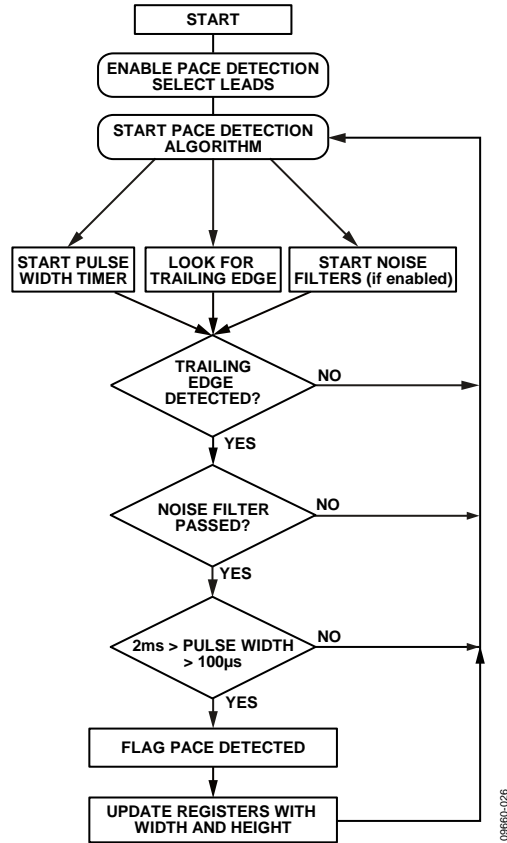 START
ENABLE PACE DETECTION
SELECT LEADS
START PACE DETECTION
ALGORITHM
START PULSE
WIDTH TIMER
LOOK FOR
TRAILING EDGE
START NOISE
FILTERS (if enabled)
TRAILING
EDGE
DETECTED?
NO
YES
NOISE FILTER
PASSED?
NO
YES
2ms > PULSE WIDTH
> 100µs
NO
YES
FLAG PACE DETECTED
UPDATE REGISTERS WITH
WIDTH AND HEIGHT
09660-026